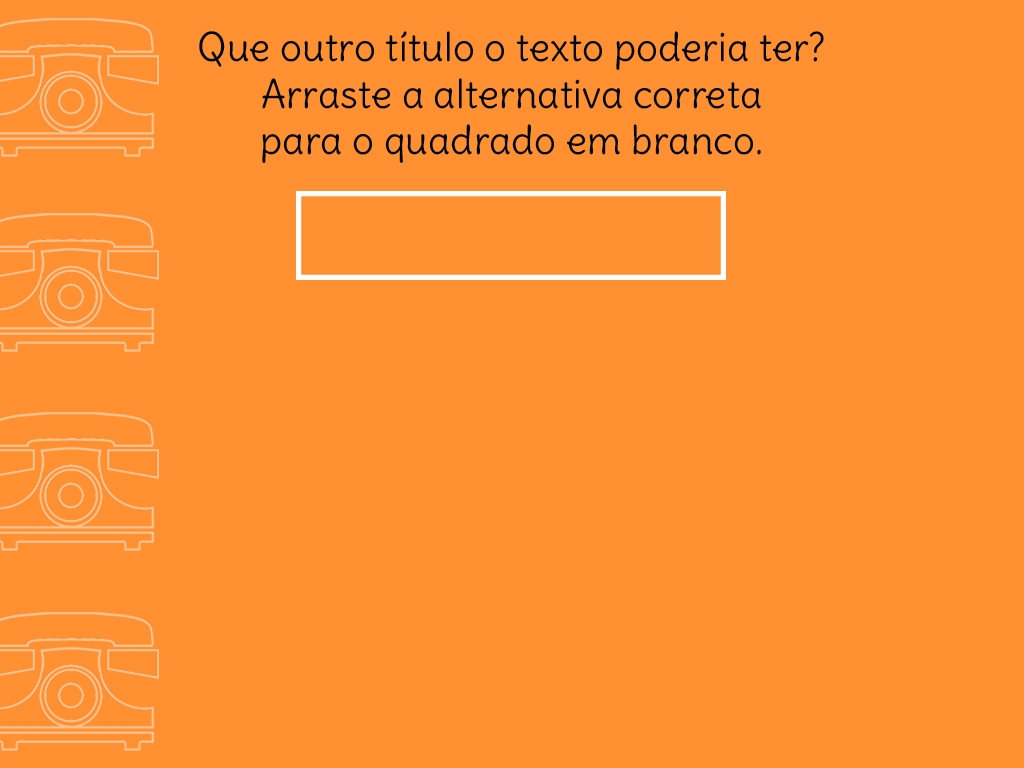 Que outro título o texto poderia ter?
Arraste a alternativa correta
para o quadrado em branco.